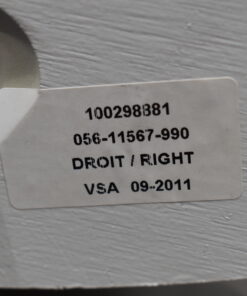 100298881
056-11567-990
DROIT / RIGHT
VSA 09-2011